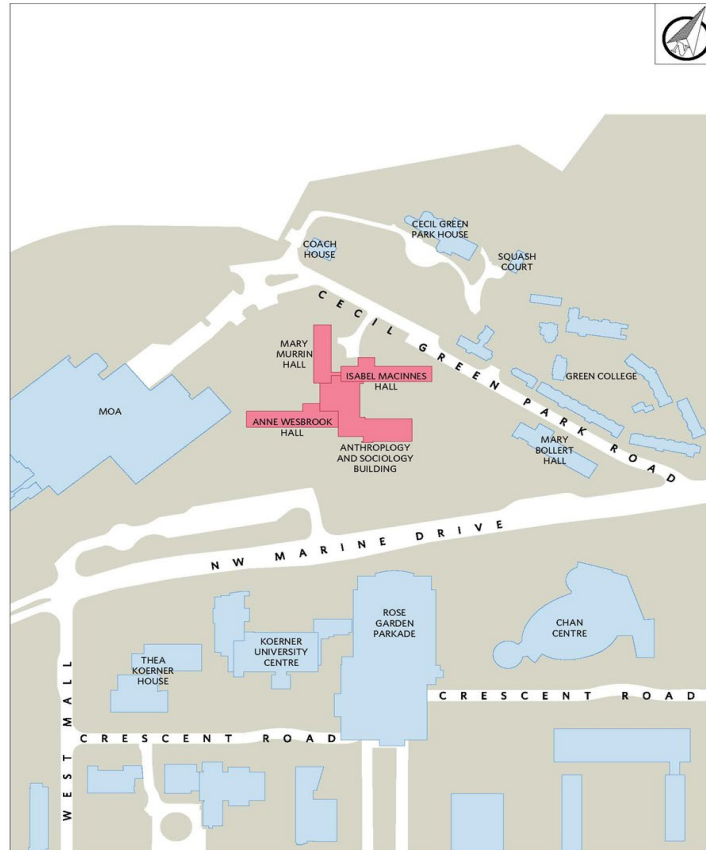 CECIL GREEN
PARK HOUSE
COACH
HOUSE
SQUASH
COURT
CECIL GREEN PARK ROAD
MARY
MURRIN
HALL
ISABEL MACINNES
HALL
GREEN COLLEGE
MOA
ANNE WESBROOK
HALL
MARY
BOLLERT
HALL
ANTHROPLOGY
AND SOCIOLOGY
BUILDING
NW MARINE DRIVE
ROSE
GARDEN
PARKADE
CHAN
CENTRE
KOERNER
UNIVERSITY
CENTRE
THEA
KOERNER
HOUSE
WEST MALL
CRESCENT ROAD
CRESCENT ROAD